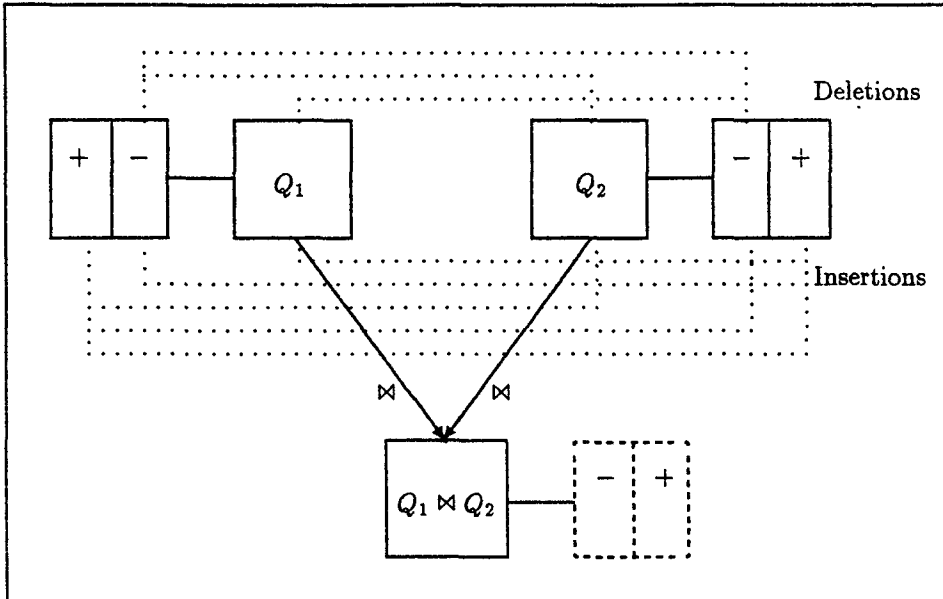 Deletions
+ − Q₁ Q₂ − +
Insertions
⋈ ⋈
Q₁ ⋈ Q₂ − +